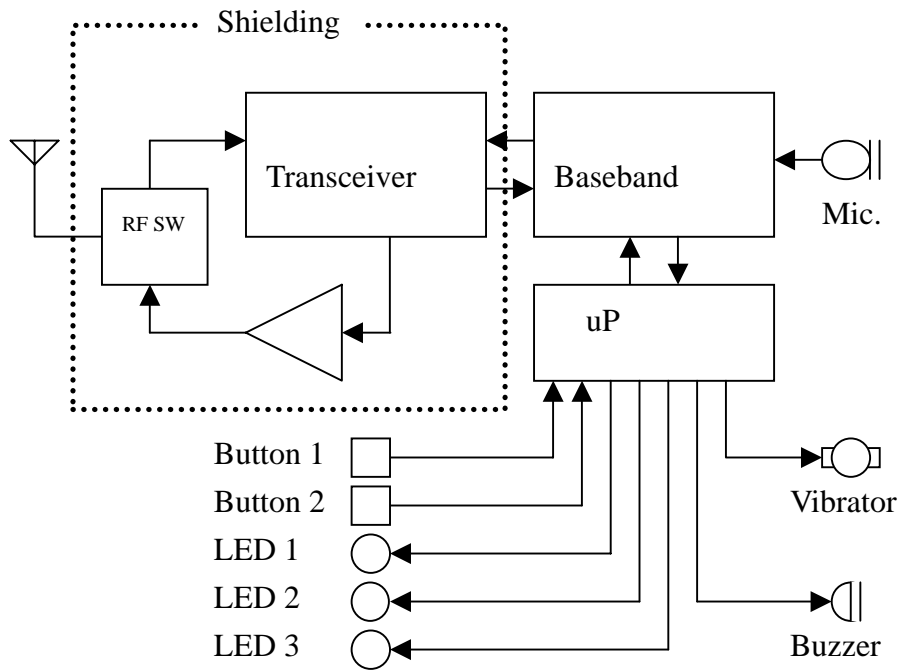 Shielding
Transceiver
Baseband
RF SW
Mic.
uP
Button 1
Button 2
Vibrator
LED 1
LED 2
LED 3
Buzzer